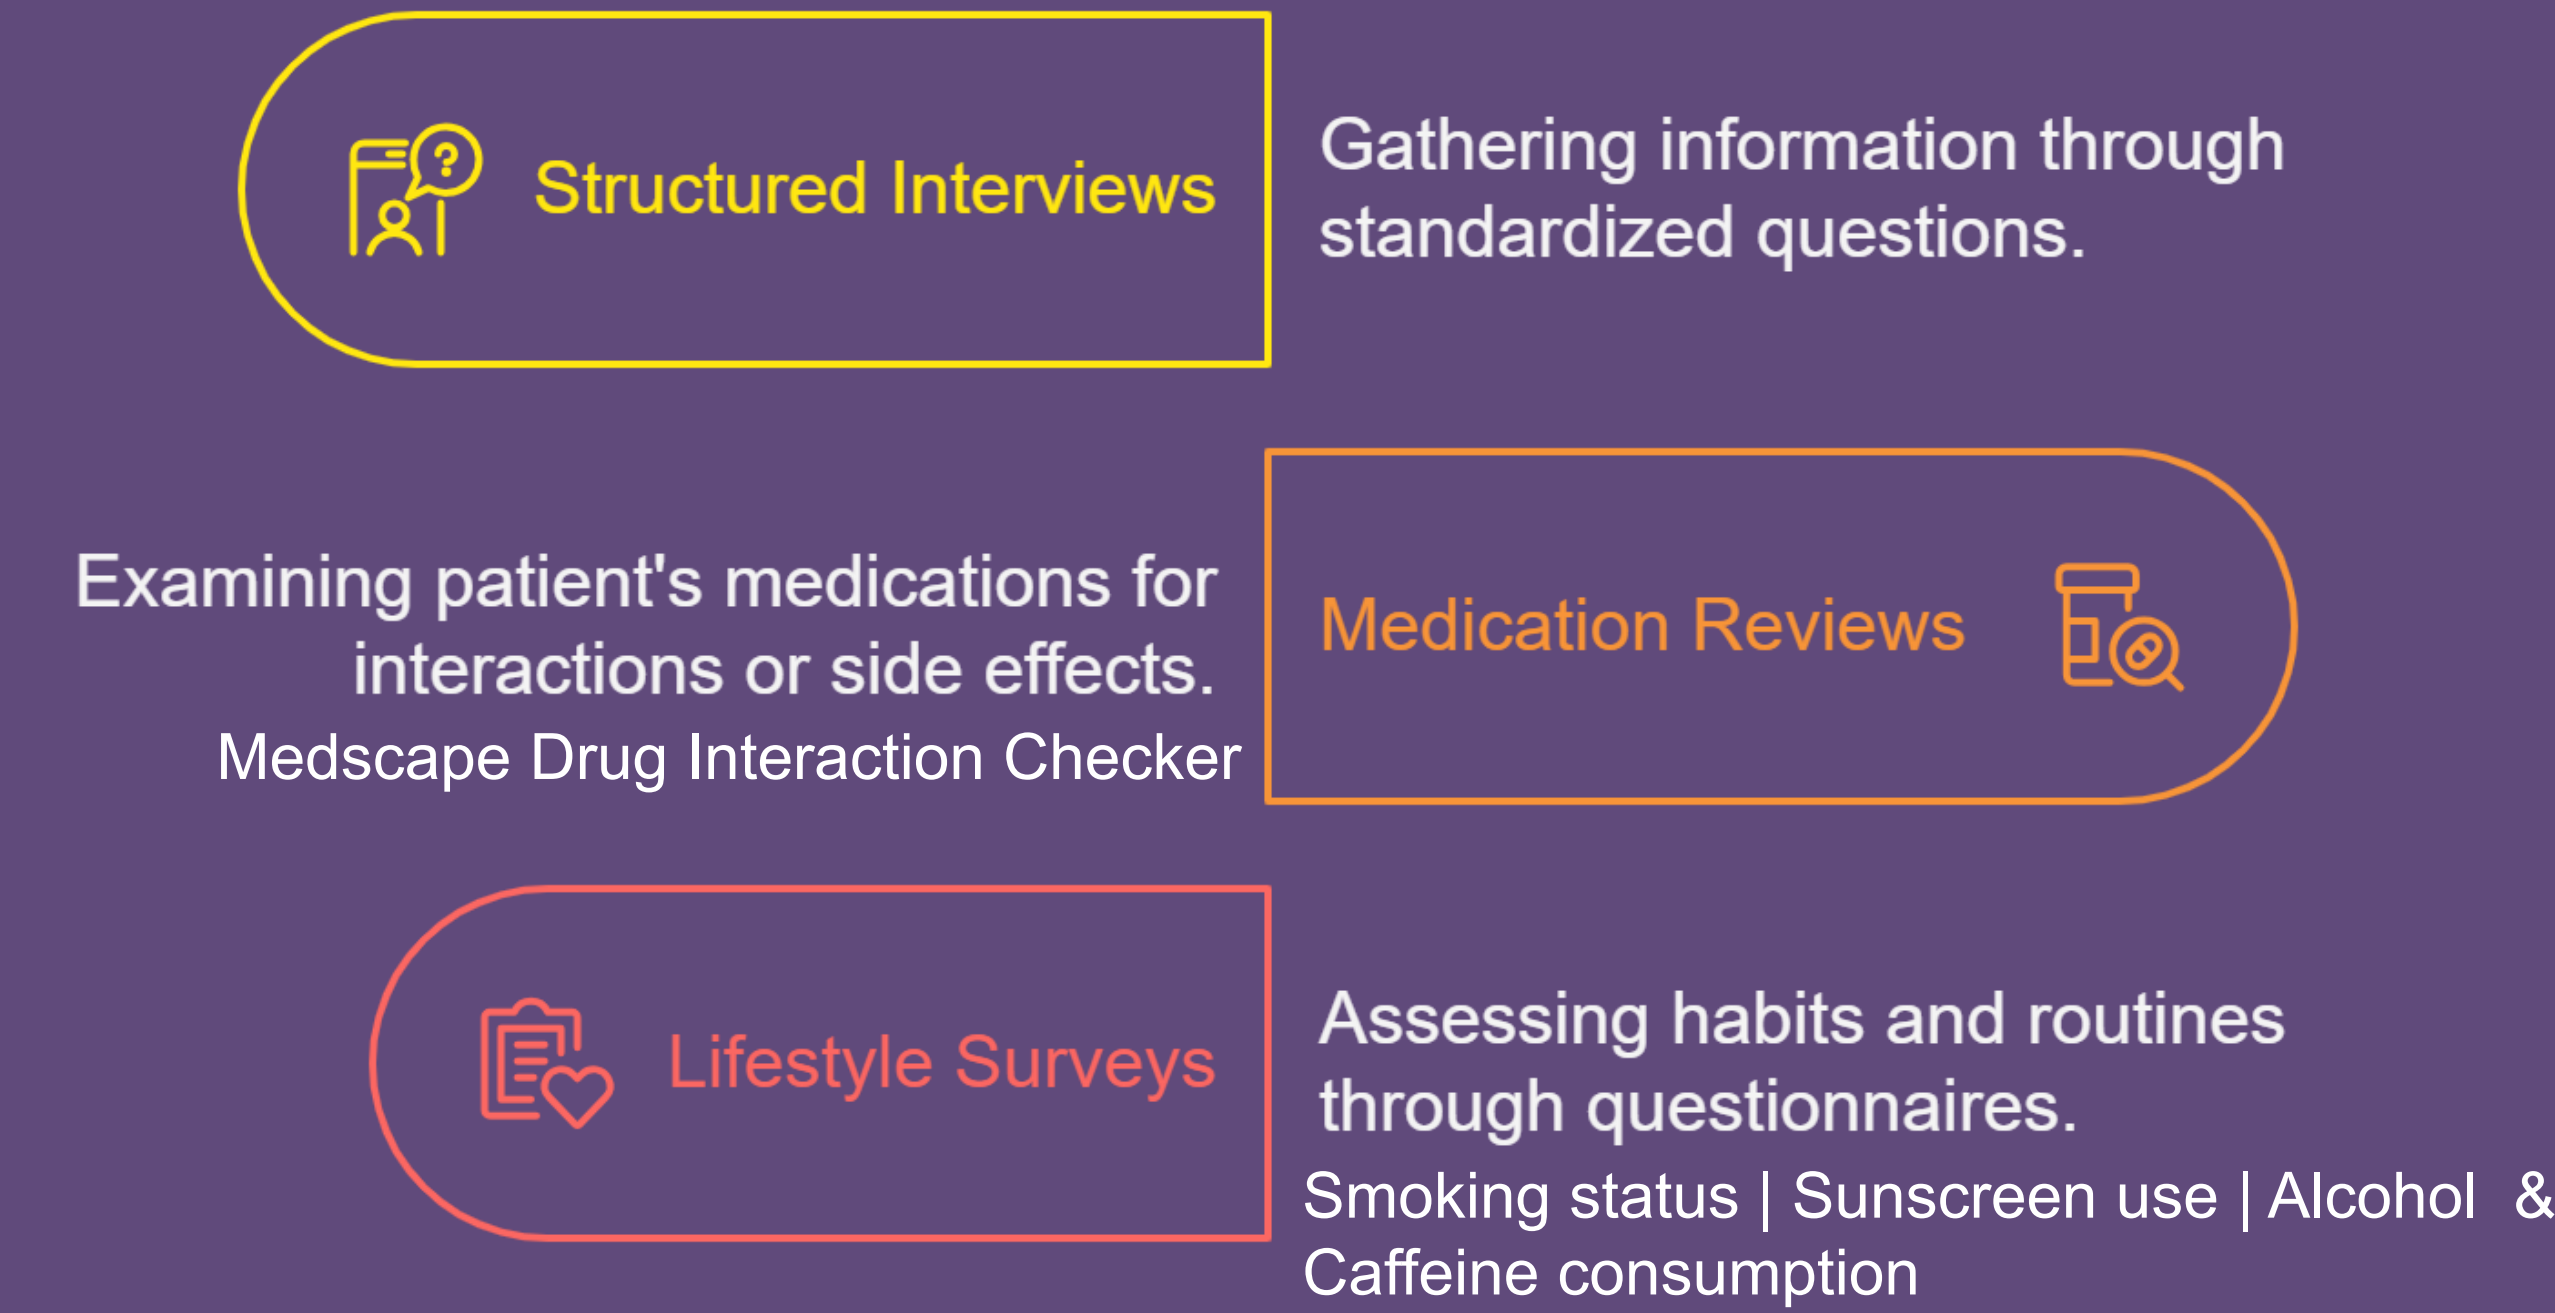 Structured Interviews
Gathering information through
standardized questions.
Examining patient's medications for
interactions or side effects.
Medscape Drug Interaction Checker
Medication Reviews
Lifestyle Surveys
Assessing habits and routines
through questionnaires.
Smoking status | Sunscreen use | Alcohol  &
Caffeine consumption